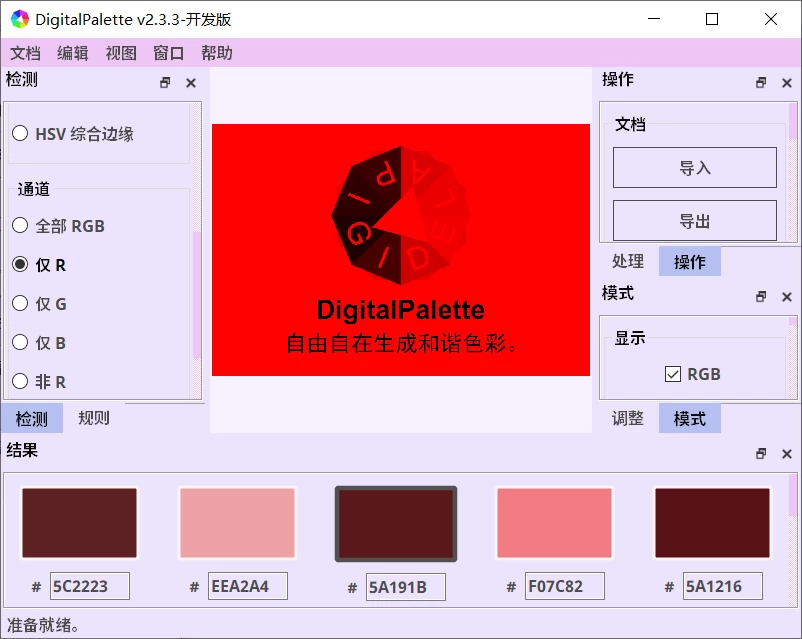 DigitalPalette v2.3.3-开发版
文档 编辑 视图 窗口 帮助
检测
HSV 综合边缘
通道
全部 RGB
仅 R
仅 G
仅 B
非 R
检测 规则
DIGITAL PALETTE
DigitalPalette
自由自在生成和谐色彩。
操作
文档
导入
导出
处理 操作
模式
显示
RGB
调整 模式
结果
# 5C2223 # EEA2A4 # 5A191B # F07C82 # 5A1216
准备就绪。